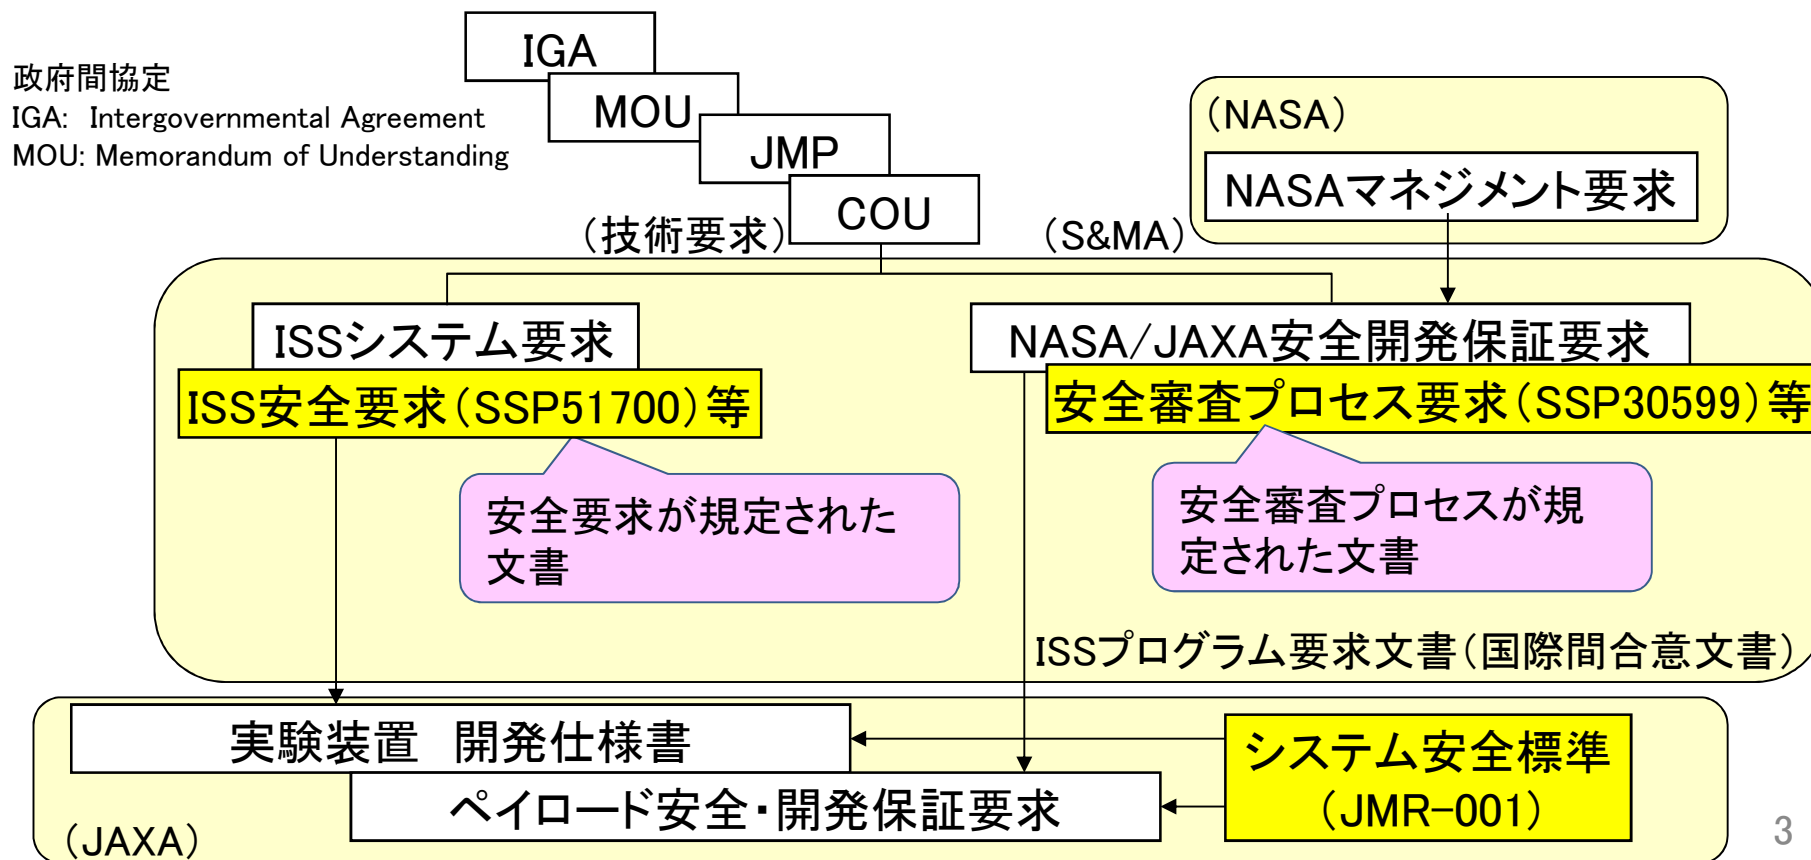 IGA
政府間協定
IGA: Intergovernmental Agreement
MOU: Memorandum of Understanding
MOU
JMP
COU
(NASA)
NASAマネジメント要求
(技術要求)
(S&MA)
ISSシステム要求
ISS安全要求(SSP51700)等
NASA/JAXA安全開発保証要求
安全審査プロセス要求(SSP30599)等
安全要求が規定された
文書
安全審査プロセスが規
定された文書
ISSプログラム要求文書(国際間合意文書)
実験装置 開発仕様書
ペイロード安全・開発保証要求
システム安全標準
(JMR-001)
(JAXA)
3